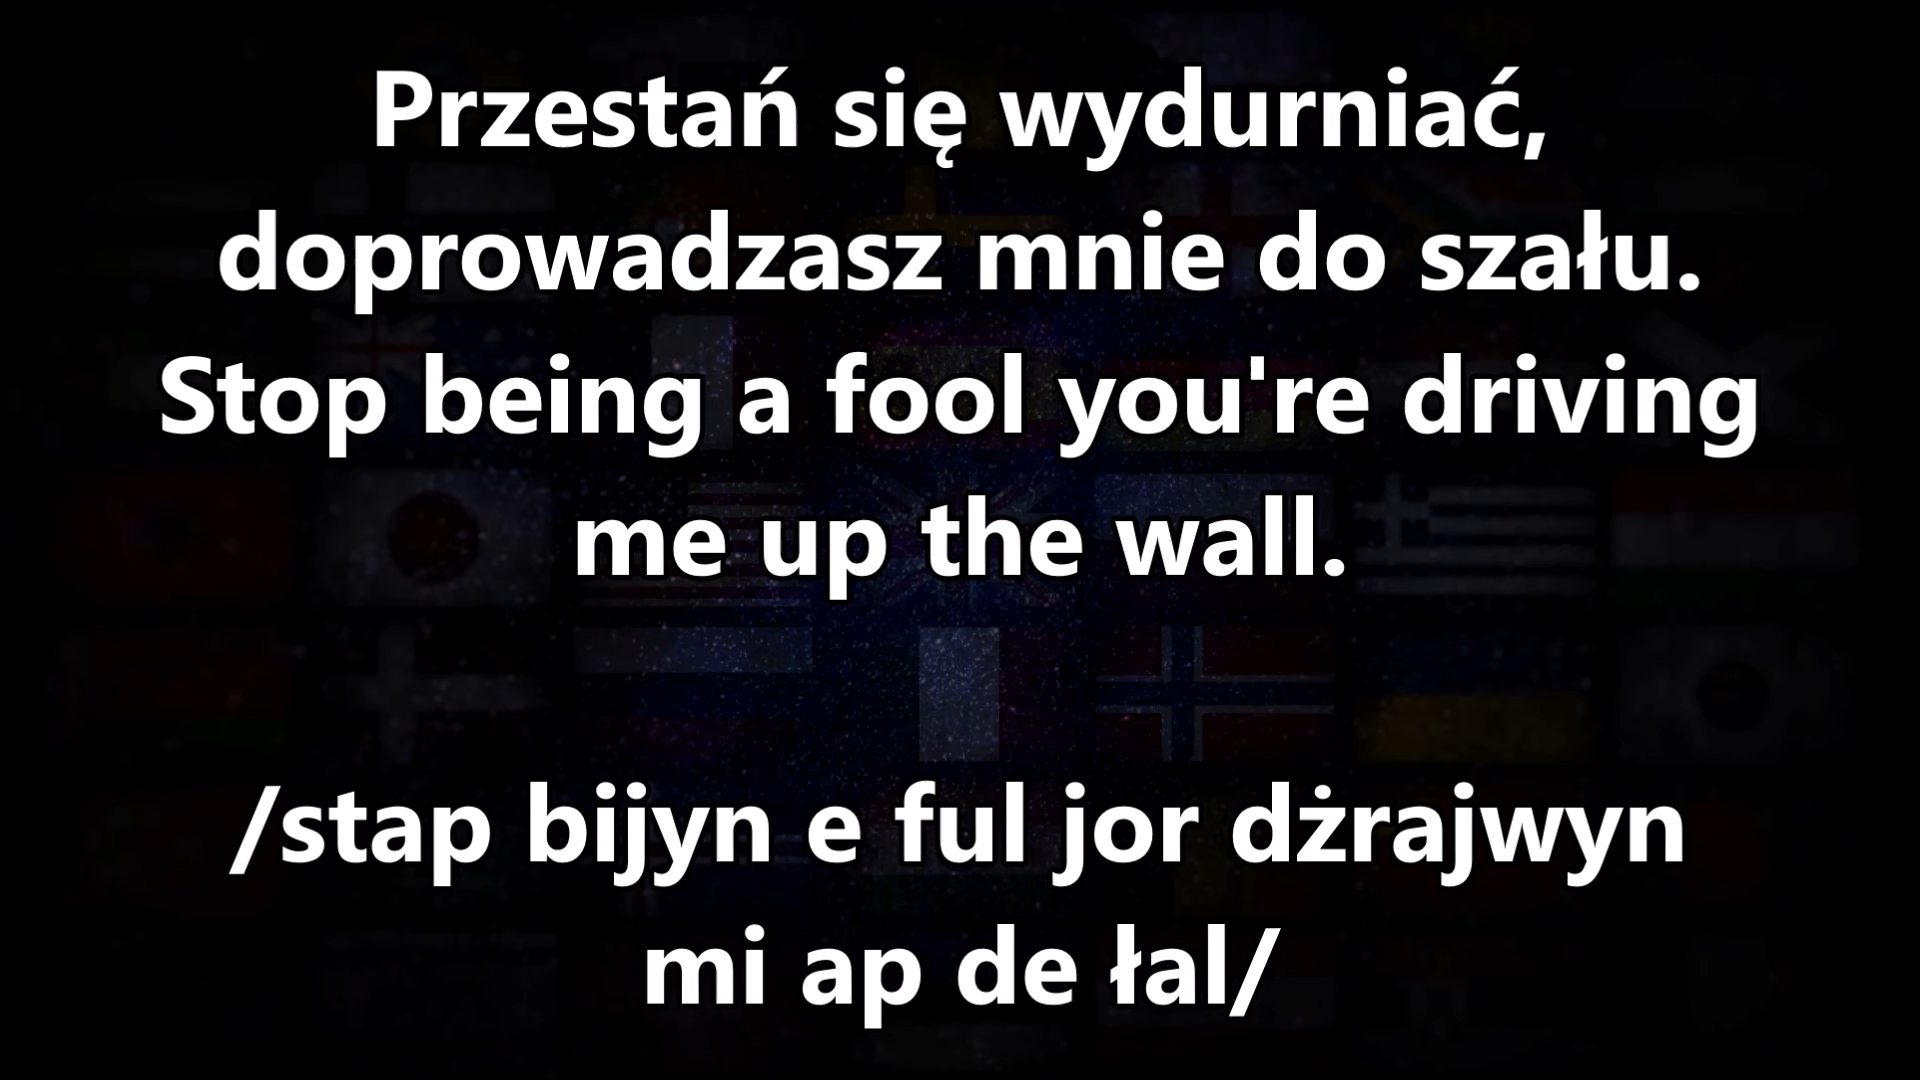 Przestań się wydurniać,
doprowadzasz mnie do szału.
Stop being a fool you're driving
me up the wall.
/stap bijyn e ful jor dżrajwyn
mi ap de łal/